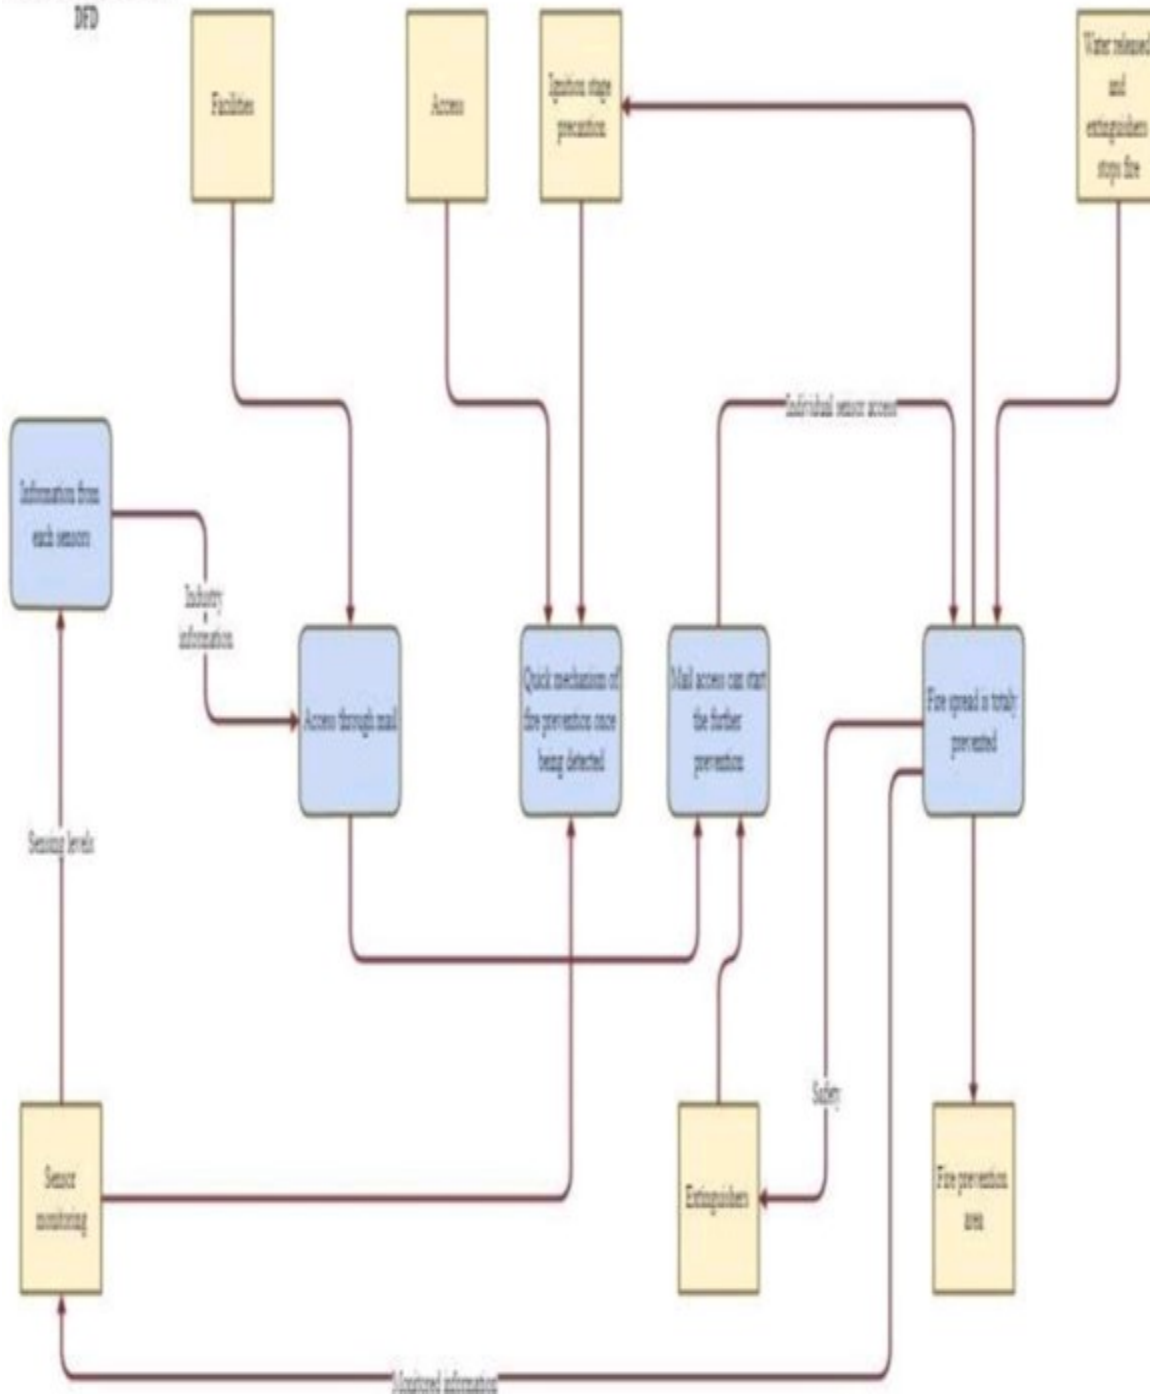 DFD
Facilities
Access
Ignition stage
precaution
Water released
and
extinguishers
stops fire
Individual sensor access
Information from
each sensors
Industry
information
Access through mail
Quick mechanism of
fire prevention once
being detected
Mail access can start
the further
prevention
Fire spread is totaly
prevented
Sensing levels
Safety
Sensor
monitoring
Extinguishers
Fire prevention
area
Monitored information